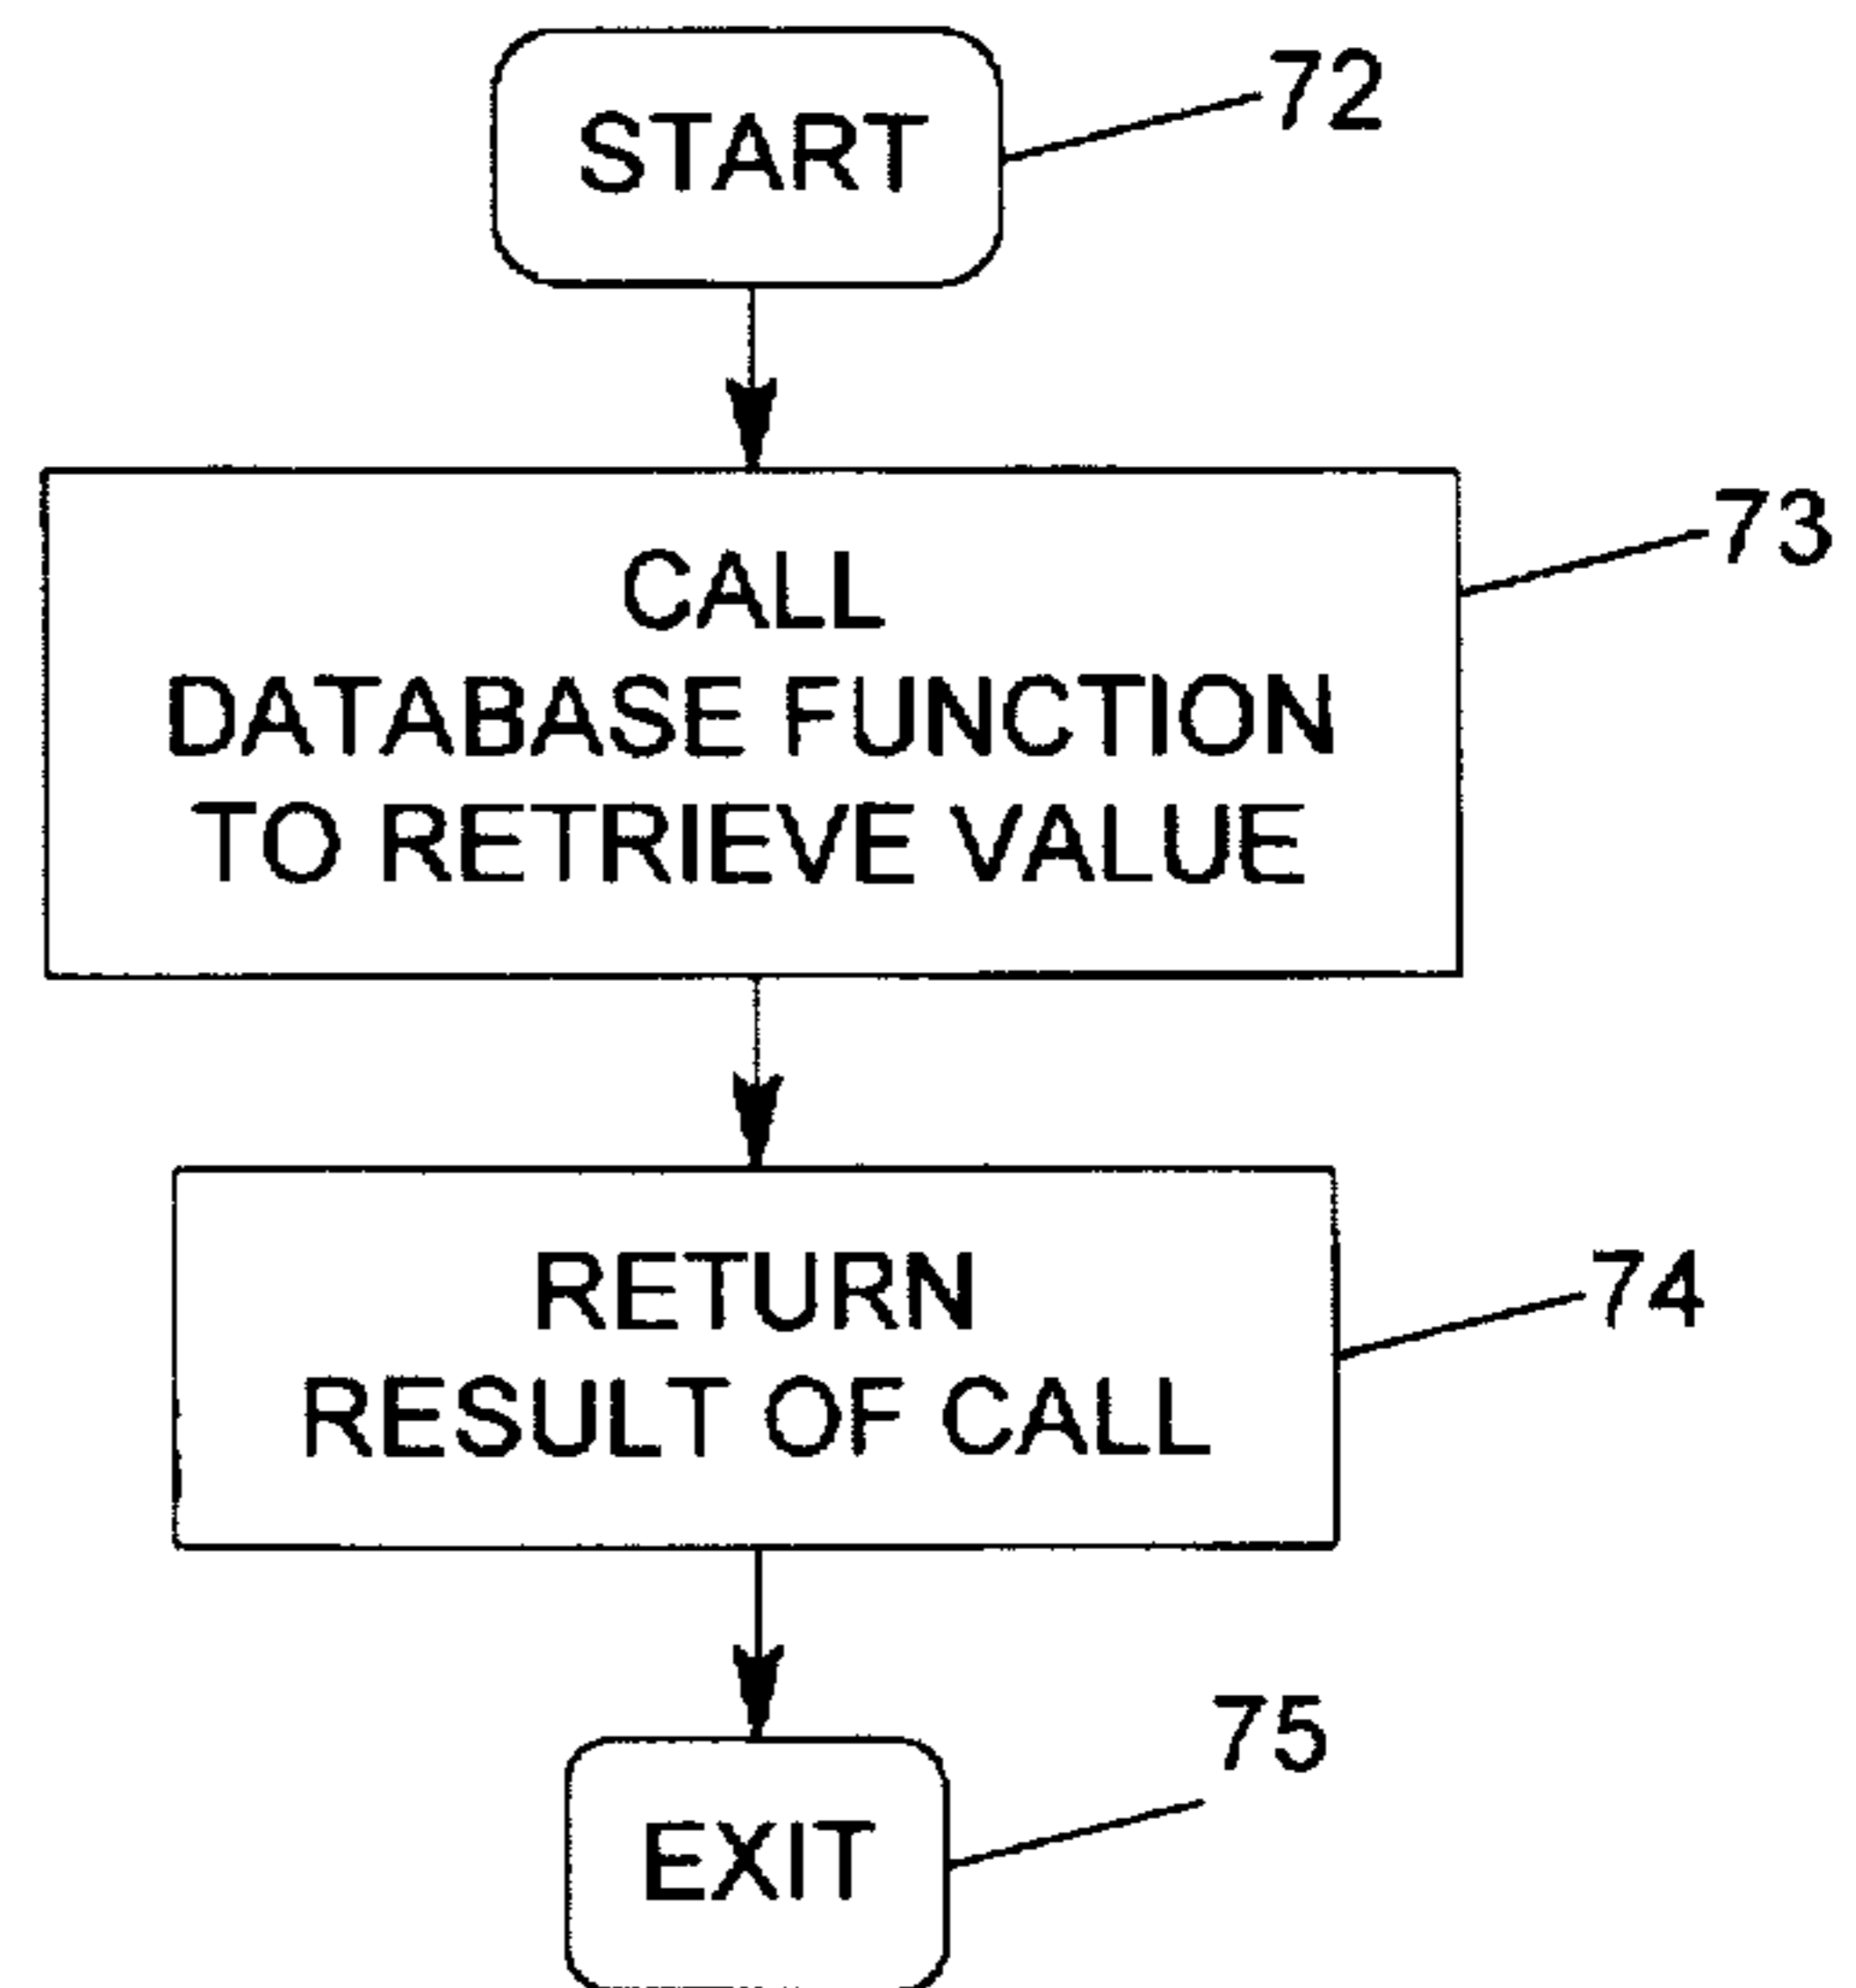 START
72
CALL
DATABASE FUNCTION
TO RETRIEVE VALUE
73
RETURN
RESULT OF CALL
74
EXIT
75